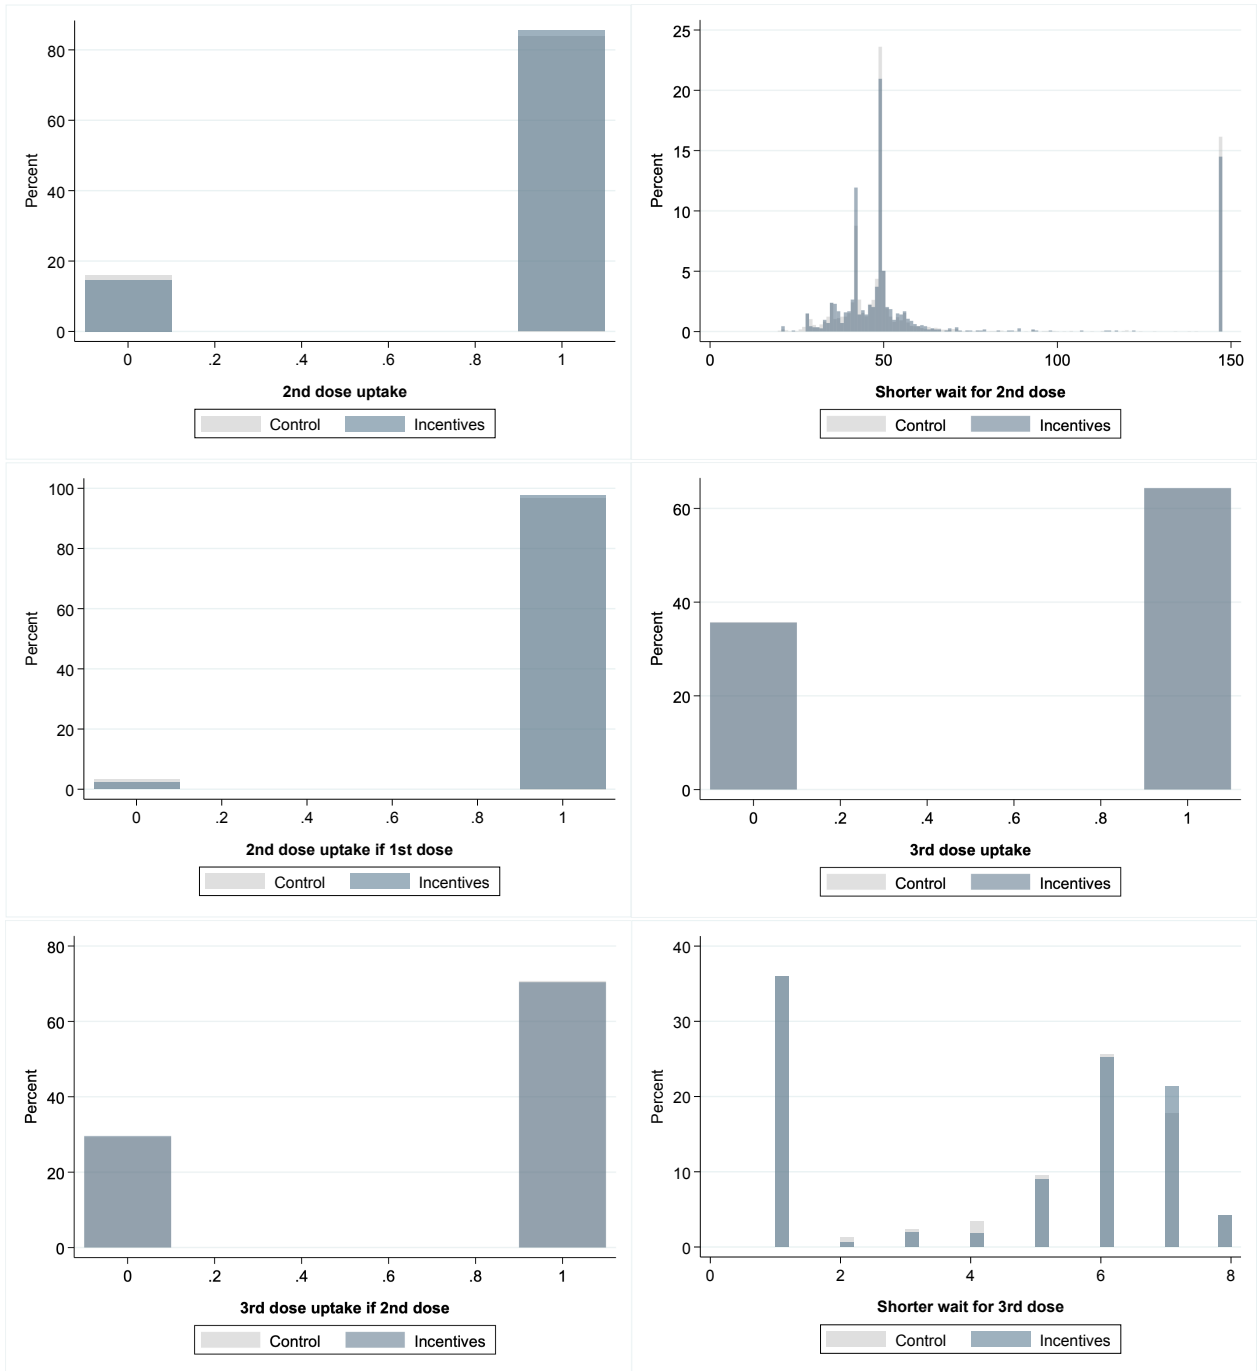 80
60
40
20
0
Percent
0 .2 .4 .6 .8 1
2nd dose uptake
Control Incentives
25
20
15
10
5
0
Percent
0 50 100 150
Shorter wait for 2nd dose
Control Incentives
100
80
60
40
20
0
Percent
0 .2 .4 .6 .8 1
2nd dose uptake if 1st dose
Control Incentives
60
40
20
0
Percent
0 .2 .4 .6 .8 1
3rd dose uptake
Control Incentives
80
60
40
20
0
Percent
0 .2 .4 .6 .8 1
3rd dose uptake if 2nd dose
Control Incentives
40
30
20
10
0
Percent
0 2 4 6 8
Shorter wait for 3rd dose
Control Incentives